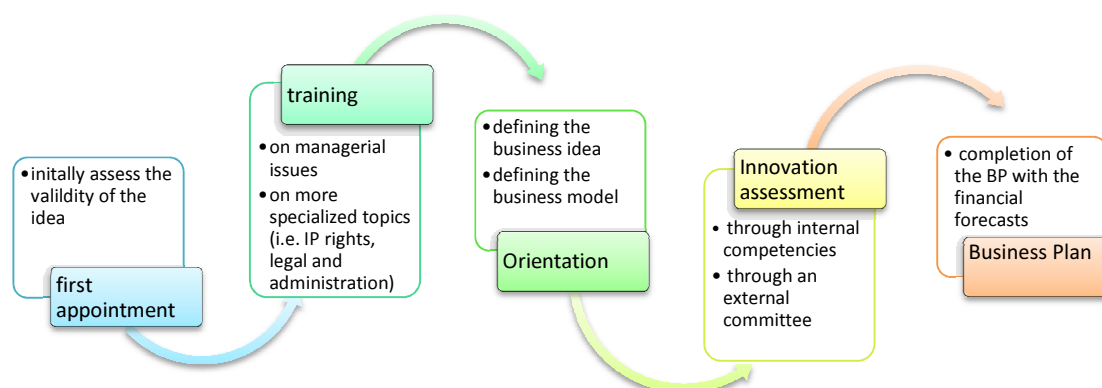 •initally assess the
valildity of the
idea
first
appointment
training
•on managerial
issues
•on more
specialized topics
(i.e. IP rights,
legal and
administration)
•defining the
business idea
•defining the
business model
Orientation
Innovation
assessment
• through internal
competencies
• through an
external
committee
• completion of
the BP with the
financial
forecasts
Business Plan